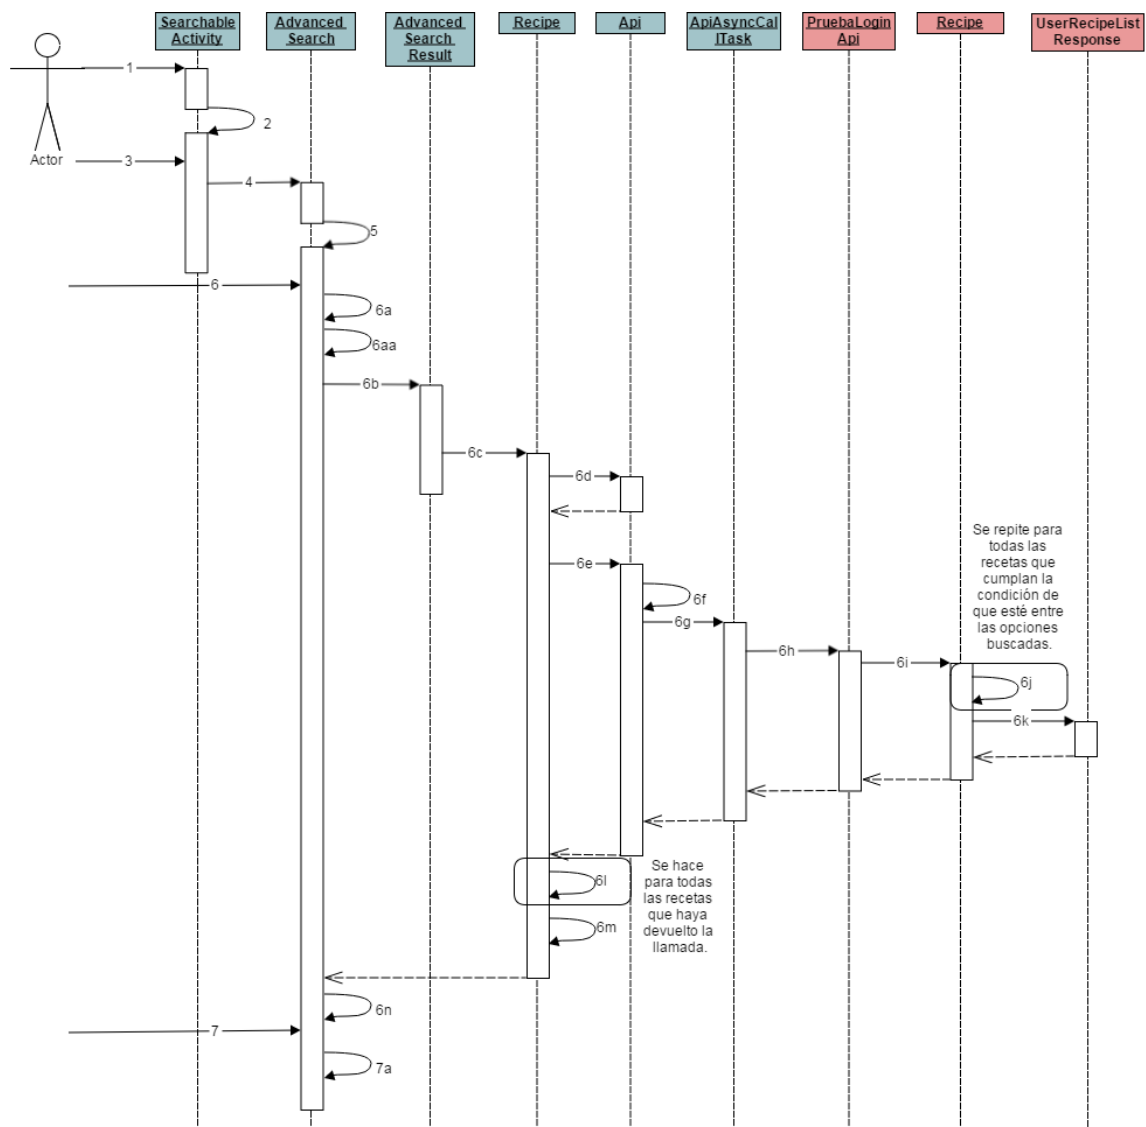 Searchable
Activity
Advanced
Search
Advanced
Search
Result
Recipe
Api
ApiAsyncCal
lTask
PruebaLogin
Api
Recipe
UserRecipeList
Response
1
2
Actor
3
4
5
6
6a
6aa
6b
6c
6d
Se repite para
todas las
recetas que
cumplan la
condición de
que esté entre
las opciones
buscadas.
6e
6f
6g
6h
6i
6j
6k
6l
Se hace
para todas
las recetas
que haya
devuelto la
llamada.
6m
6n
7
7a